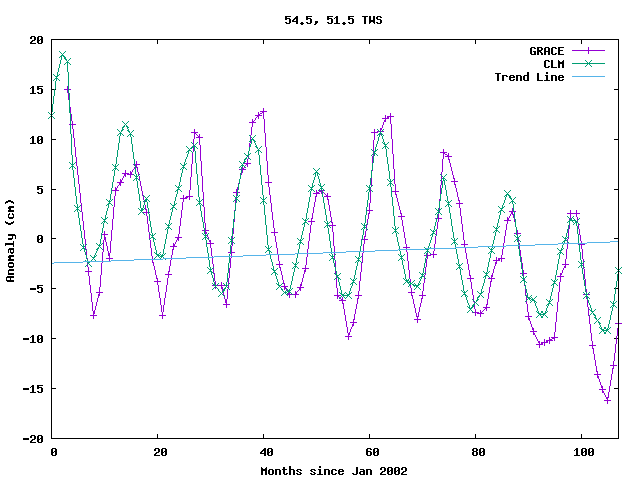 54.5, 51.5 TWS
GRACE
CLM
Trend Line
20
15
10
5
0
-5
-10
-15
-20
Anomaly (cm)
0 20 40 60 80 100
Months since Jan 2002